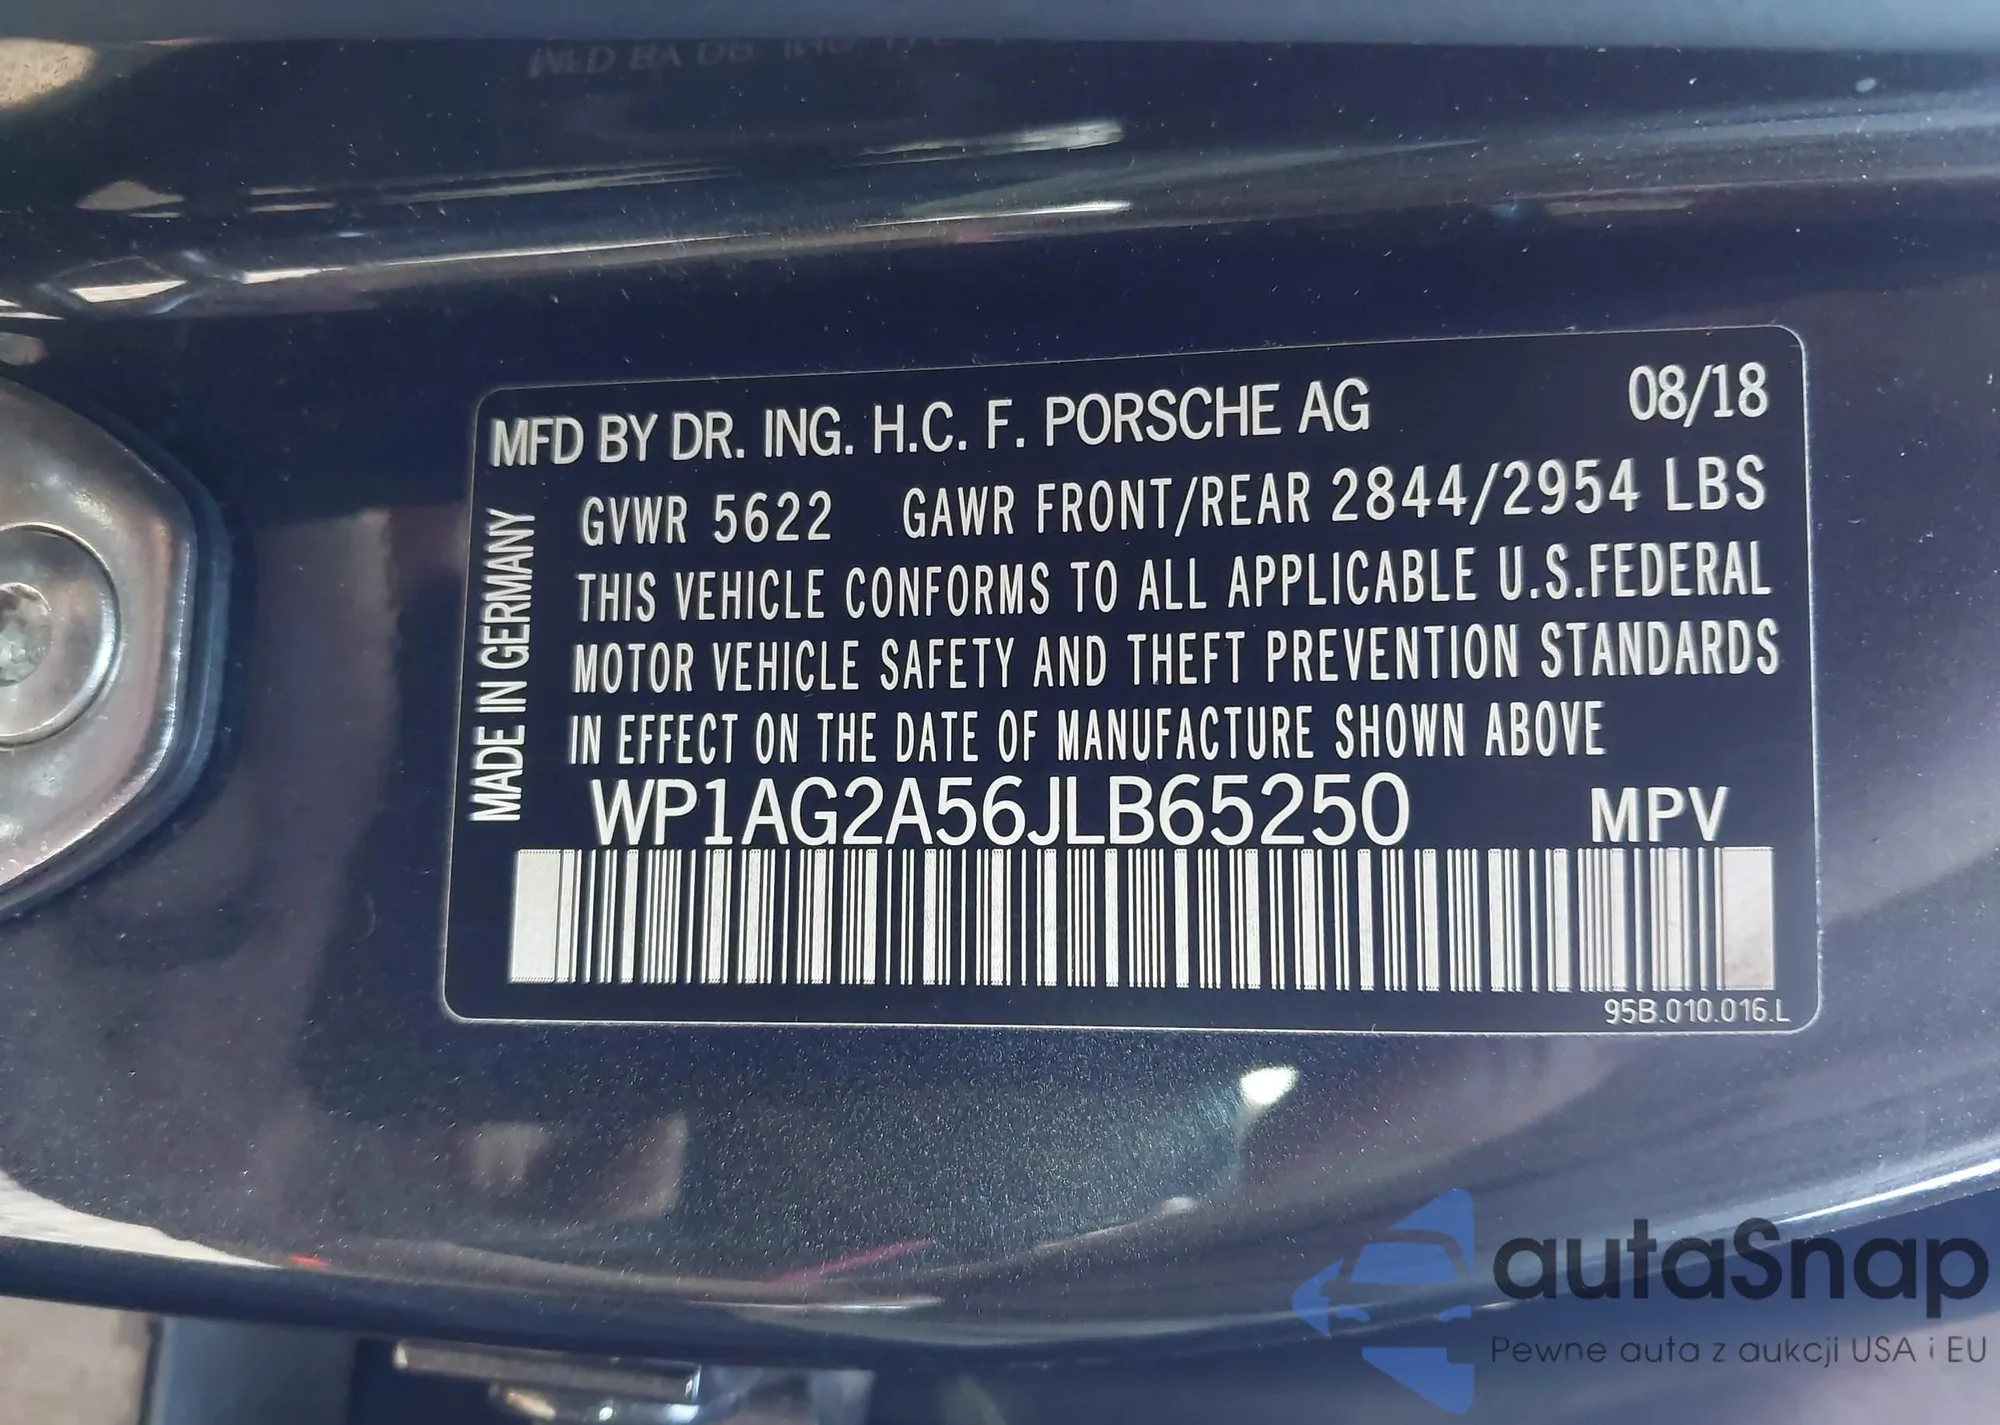 MFD BY DR. ING. H.C. F. PORSCHE AG 08/18
GVWR 5622 GAWR FRONT/REAR 2844/2954 LBS
THIS VEHICLE CONFORMS TO ALL APPLICABLE U.S.FEDERAL
MOTOR VEHICLE SAFETY AND THEFT PREVENTION STANDARDS
IN EFFECT ON THE DATE OF MANUFACTURE SHOWN ABOVE
WP1AG2A56JLB65250 MPV
95B.010.016.L
MADE IN GERMANY
autaSnap
Pewne auta z aukcji USA i EU